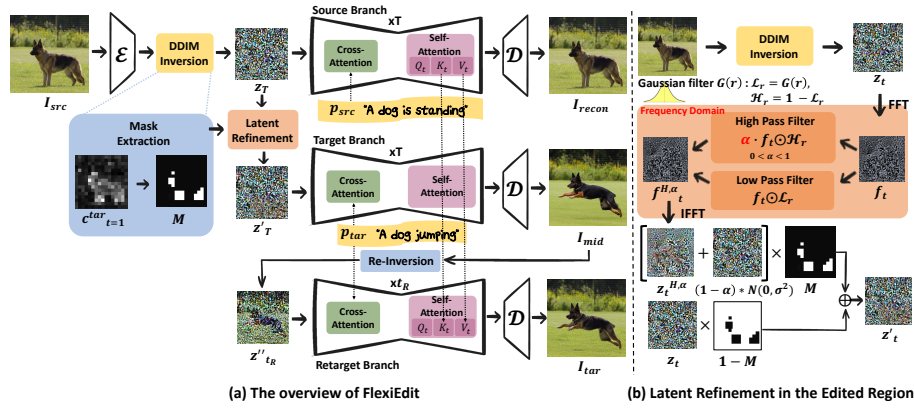 Source Branch
xT
Cross-Attention
Self-Attention
Q_t K_t V_t
ℰ
DDIM Inversion
𝒟
I_src
z_T
I_recon
p_src "A dog is standing"
Mask Extraction
Latent Refinement
c^tar_t=1
M
Target Branch
xT
Cross-Attention
Self-Attention
𝒟
z'_T
I_mid
p_tar "A dog jumping"
Re-Inversion
xt_R
Cross-Attention
Self-Attention
Q_t K_t V_t
𝒟
z''_t_R
I_tar
Retarget Branch
(a) The overview of FlexiEdit
DDIM Inversion
z_t
Gaussian filter G(r) : ℒ_r = G(r),
ℋ_r = 1 − ℒ_r
FFT
Frequency Domain
High Pass Filter
α · f_t ⊙ ℋ_r
0 < α < 1
Low Pass Filter
f_t ⊙ ℒ_r
f^H,α_t
f_t
IFFT
[ + ] ×
z_t^H,α (1 − α) * N(0, σ²) M
⊕
z'_t
×
z_t
1 − M
(b) Latent Refinement in the Edited Region